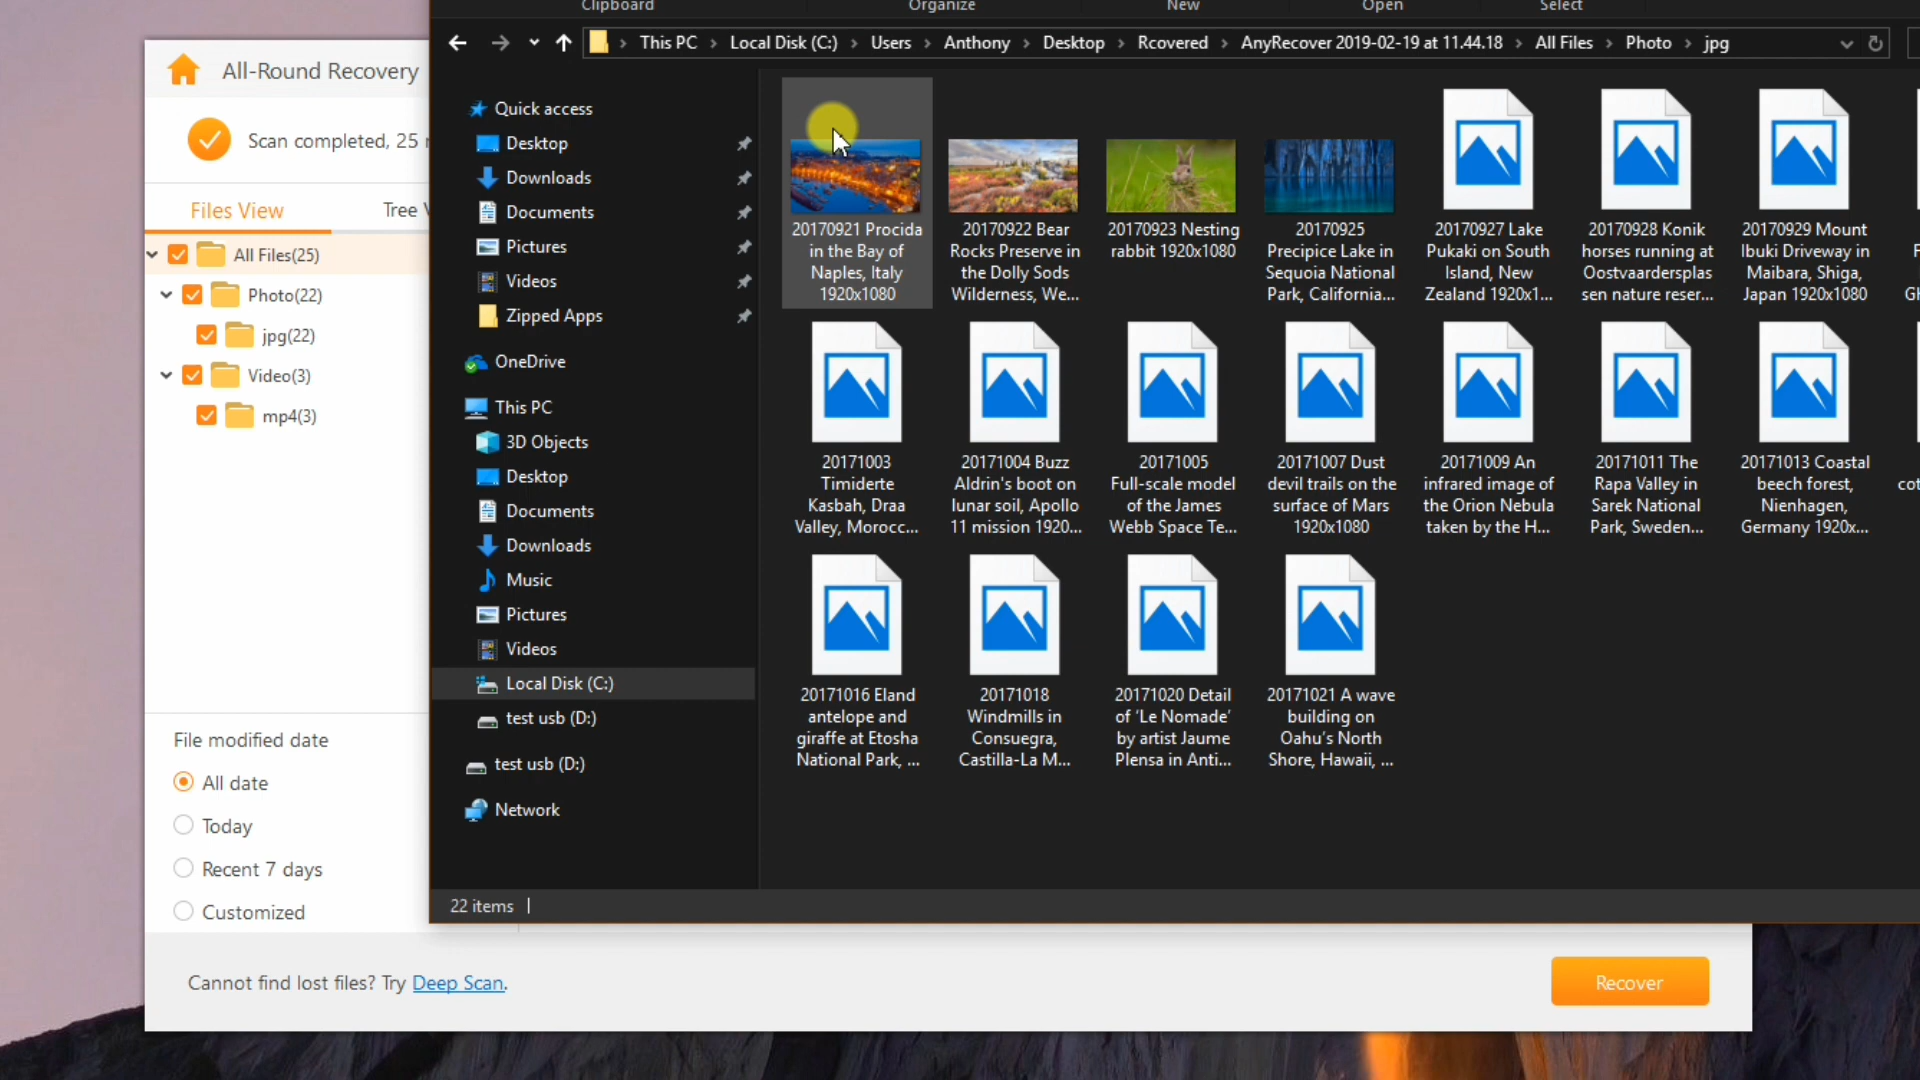 Clipboard
Organize
New
Open
Select
This PC
Local Disk (C:)
Users
Anthony
Desktop
Rcovered
AnyRecover 2019-02-19 at 11.44.18
All Files
Photo
jpg
All-Round Recovery
Scan completed, 25
Files View
Tree
All Files(25)
Photo(22)
jpg(22)
Video(3)
mp4(3)
File modified date
All date
Today
Recent 7 days
Customized
Quick access
Desktop
Downloads
Documents
Pictures
Videos
Zipped Apps
OneDrive
This PC
3D Objects
Desktop
Documents
Downloads
Music
Pictures
Videos
Local Disk (C:)
test usb (D:)
test usb (D:)
Network
20170921 Procida
in the Bay of
Naples, Italy
1920x1080
20170922 Bear
Rocks Preserve in
the Dolly Sods
Wilderness, We...
20170923 Nesting
rabbit 1920x1080
20170925
Precipice Lake in
Sequoia National
Park, California...
20170927 Lake
Pukaki on South
Island, New
Zealand 1920x1...
20170928 Konik
horses running at
Oostvaardersplas
sen nature reser...
20170929 Mount
Ibuki Driveway in
Maibara, Shiga,
Japan 1920x1080
20171003
Timiderte
Kasbah, Draa
Valley, Morocc...
20171004 Buzz
Aldrin's boot on
lunar soil, Apollo
11 mission 1920...
20171005
Full-scale model
of the James
Webb Space Te...
20171007 Dust
devil trails on the
surface of Mars
1920x1080
20171009 An
infrared image of
the Orion Nebula
taken by the H...
20171011 The
Rapa Valley in
Sarek National
Park, Sweden...
20171013 Coastal
beech forest,
Nienhagen,
Germany 1920x...
20171016 Eland
antelope and
giraffe at Etosha
National Park, ...
20171018
Windmills in
Consuegra,
Castilla-La M...
20171020 Detail
of 'Le Nomade'
by artist Jaume
Plensa in Anti...
20171021 A wave
building on
Oahu's North
Shore, Hawaii, ...
22 items
Cannot find lost files? Try Deep Scan.
Recover